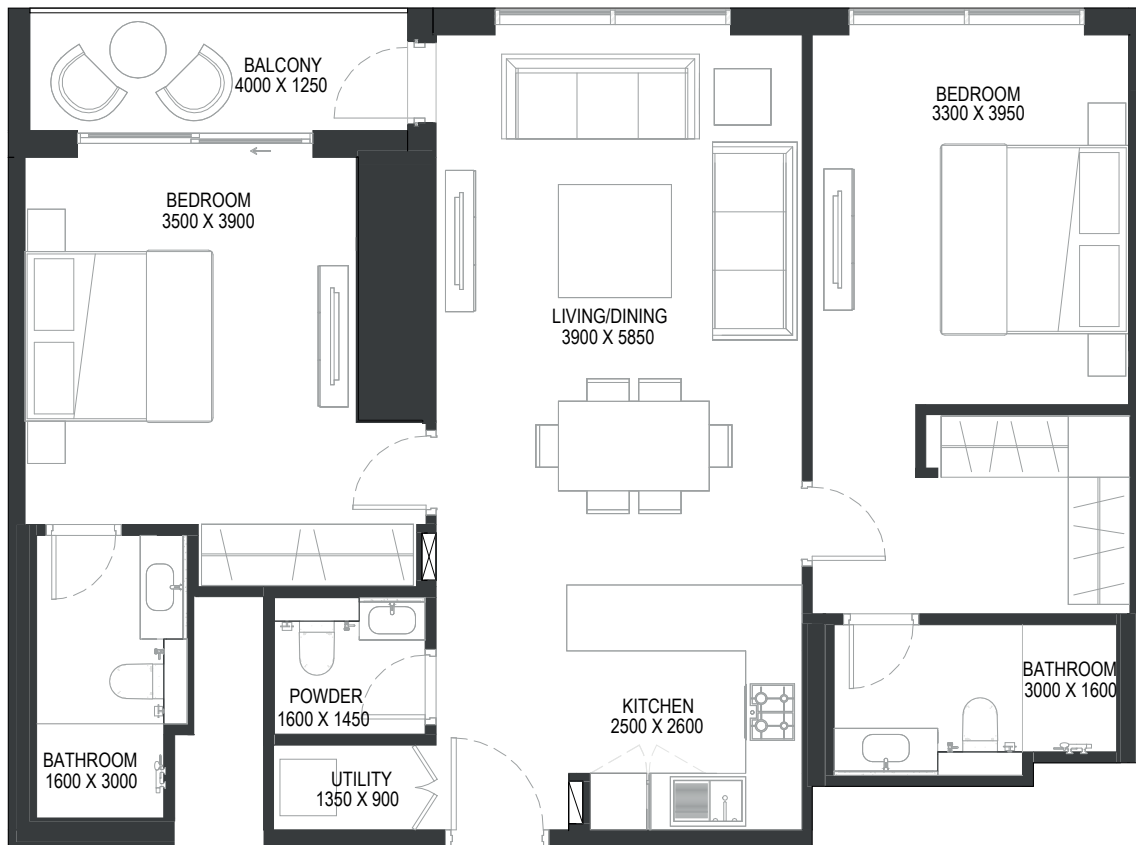 BALCONY
4000 X 1250
BEDROOM
3300 X 3950
BEDROOM
3500 X 3900
LIVING/DINING
3900 X 5850
BATHROOM
3000 X 1600
POWDER
1600 X 1450
KITCHEN
2500 X 2600
BATHROOM
1600 X 3000
UTILITY
1350 X 900